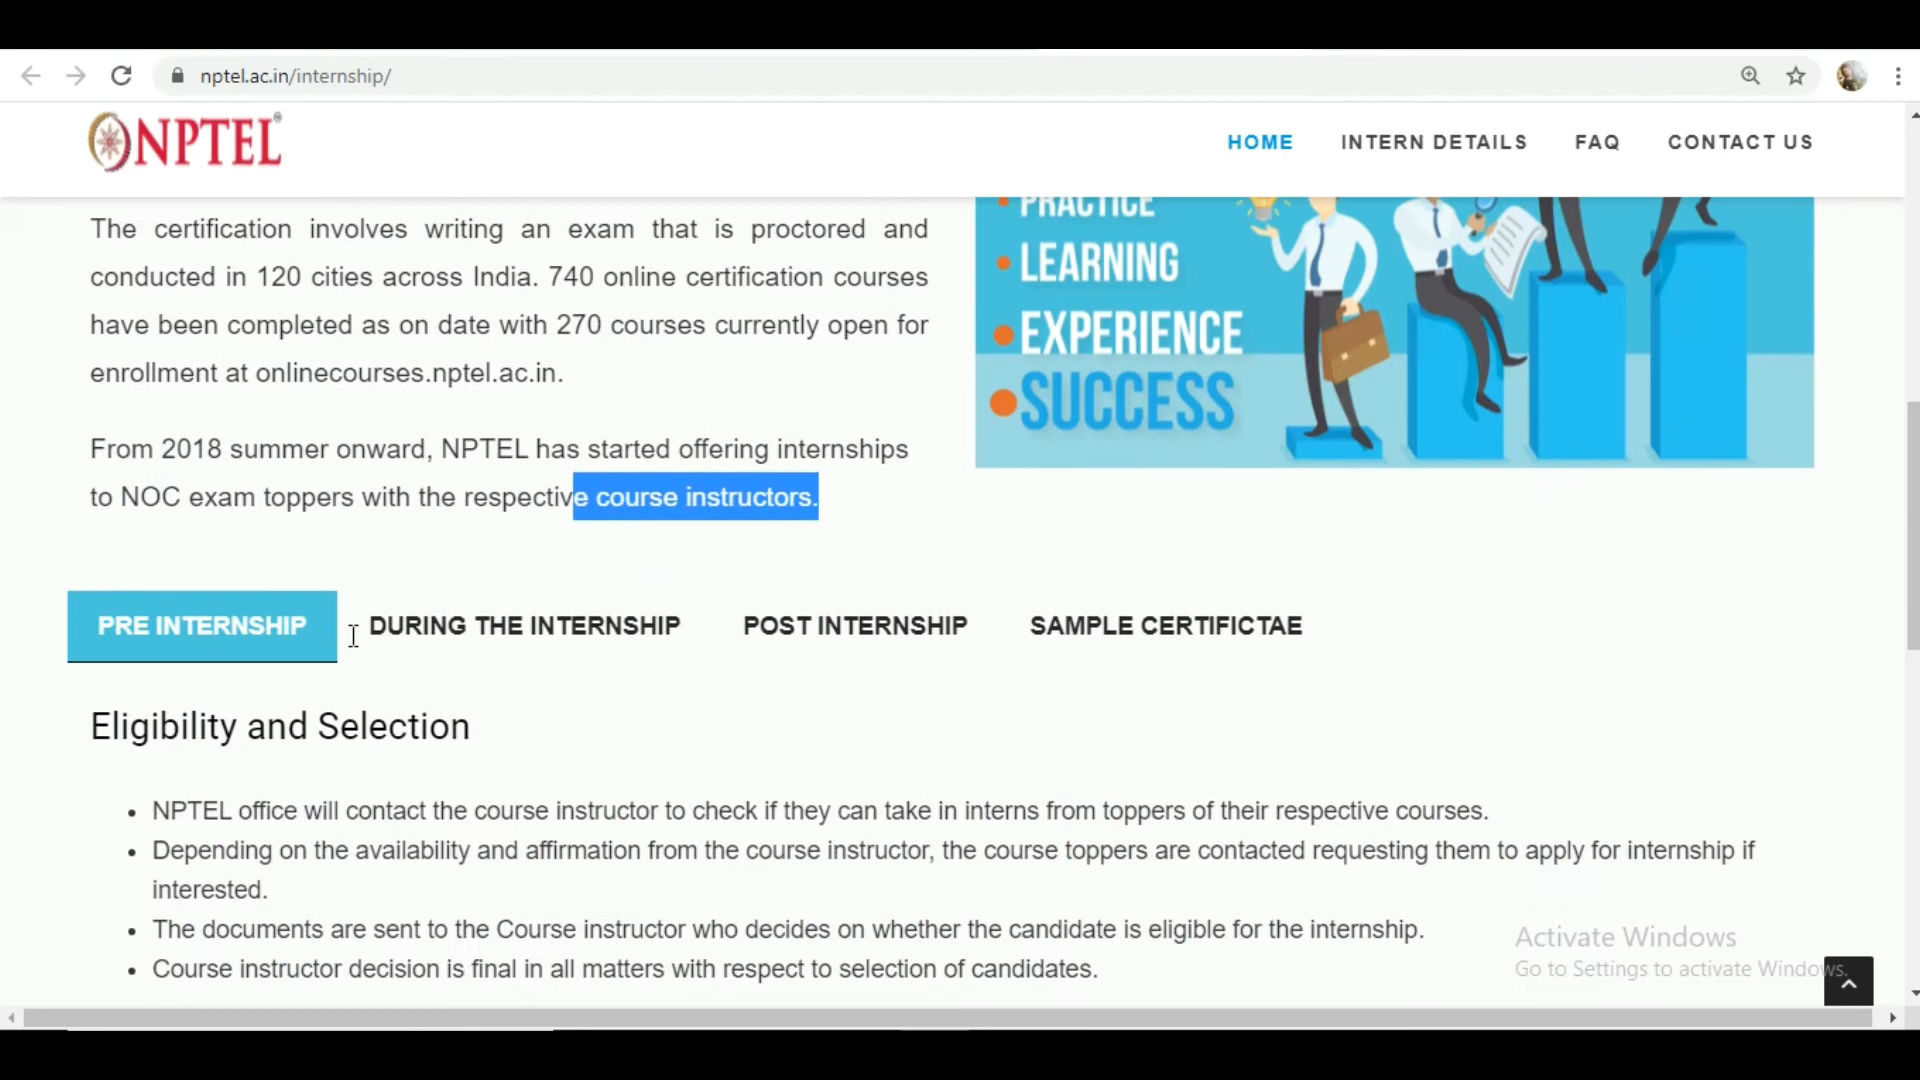 nptel.ac.in/internship/
NPTEL
HOME INTERN DETAILS FAQ CONTACT US
The certification involves writing an exam that is proctored and
conducted in 120 cities across India. 740 online certification courses
have been completed as on date with 270 courses currently open for
enrollment at onlinecourses.nptel.ac.in.
From 2018 summer onward, NPTEL has started offering internships
to NOC exam toppers with the respective course instructors.
PRACTICE
LEARNING
EXPERIENCE
SUCCESS
PRE INTERNSHIP DURING THE INTERNSHIP POST INTERNSHIP SAMPLE CERTIFICTAE
Eligibility and Selection
• NPTEL office will contact the course instructor to check if they can take in interns from toppers of their respective courses.
• Depending on the availability and affirmation from the course instructor, the course toppers are contacted requesting them to apply for internship if
interested.
• The documents are sent to the Course instructor who decides on whether the candidate is eligible for the internship.
• Course instructor decision is final in all matters with respect to selection of candidates.
Activate Windows
Go to Settings to activate Windows.